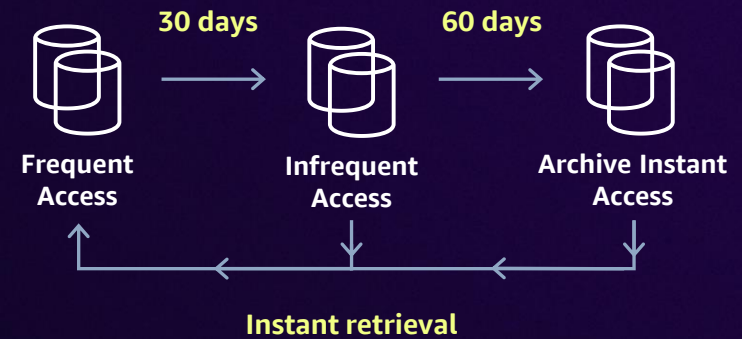 30 days
60 days
Frequent
Access
Infrequent
Access
Archive Instant
Access
Instant retrieval